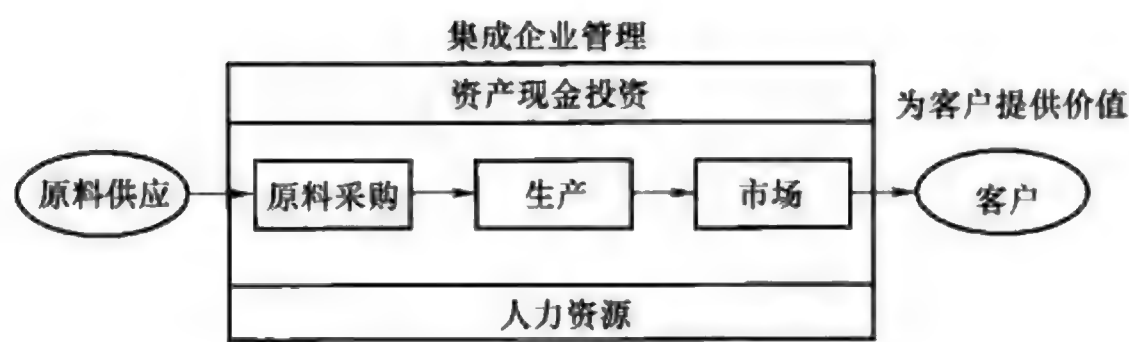 集成企业管理
资产现金投资
为客户提供价值
原料供应
原料采购
生产
市场
客户
人力资源